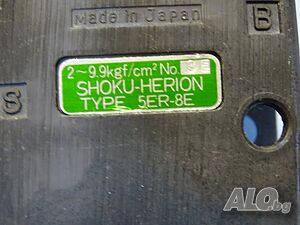 Made in Japan
B
2~9.9kgf/cm² No.
SHOKU-HERION
TYPE 5ER-8E
S
ALO.bg